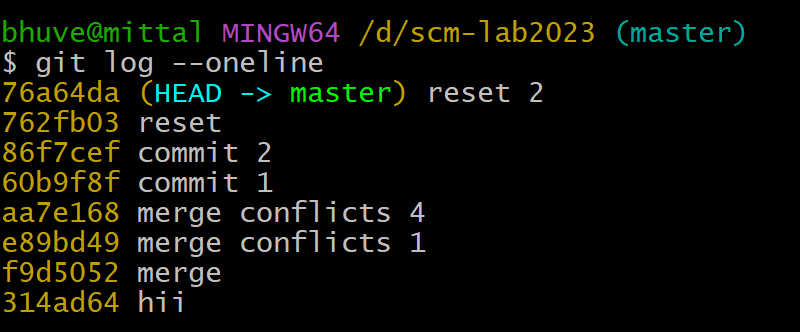 bhuve@mittal MINGW64 /d/scm-lab2023 (master)
$ git log --oneline
76a64da (HEAD -> master) reset 2
762fb03 reset
86f7cef commit 2
60b9f8f commit 1
aa7e168 merge conflicts 4
e89bd49 merge conflicts 1
f9d5052 merge
314ad64 hii